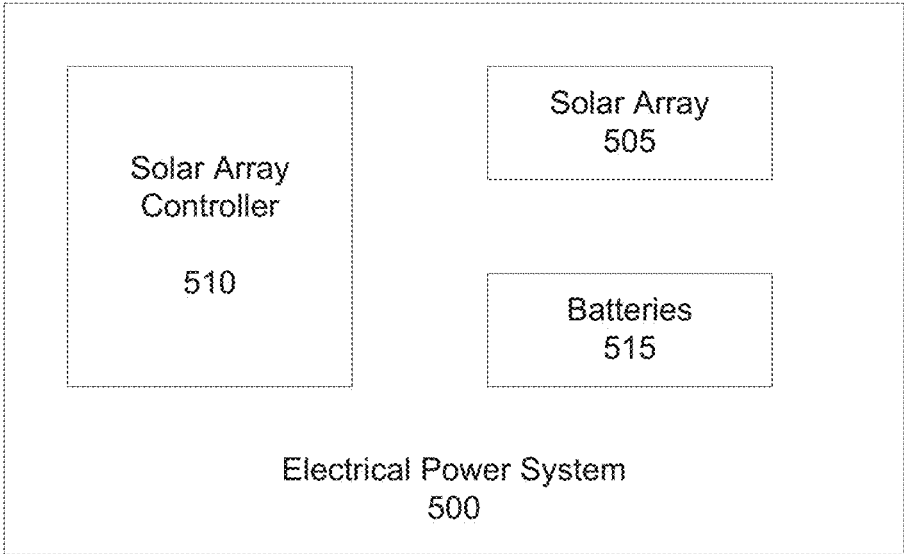 Solar Array
Controller
510
Solar Array
505
Batteries
515
Electrical Power System
500